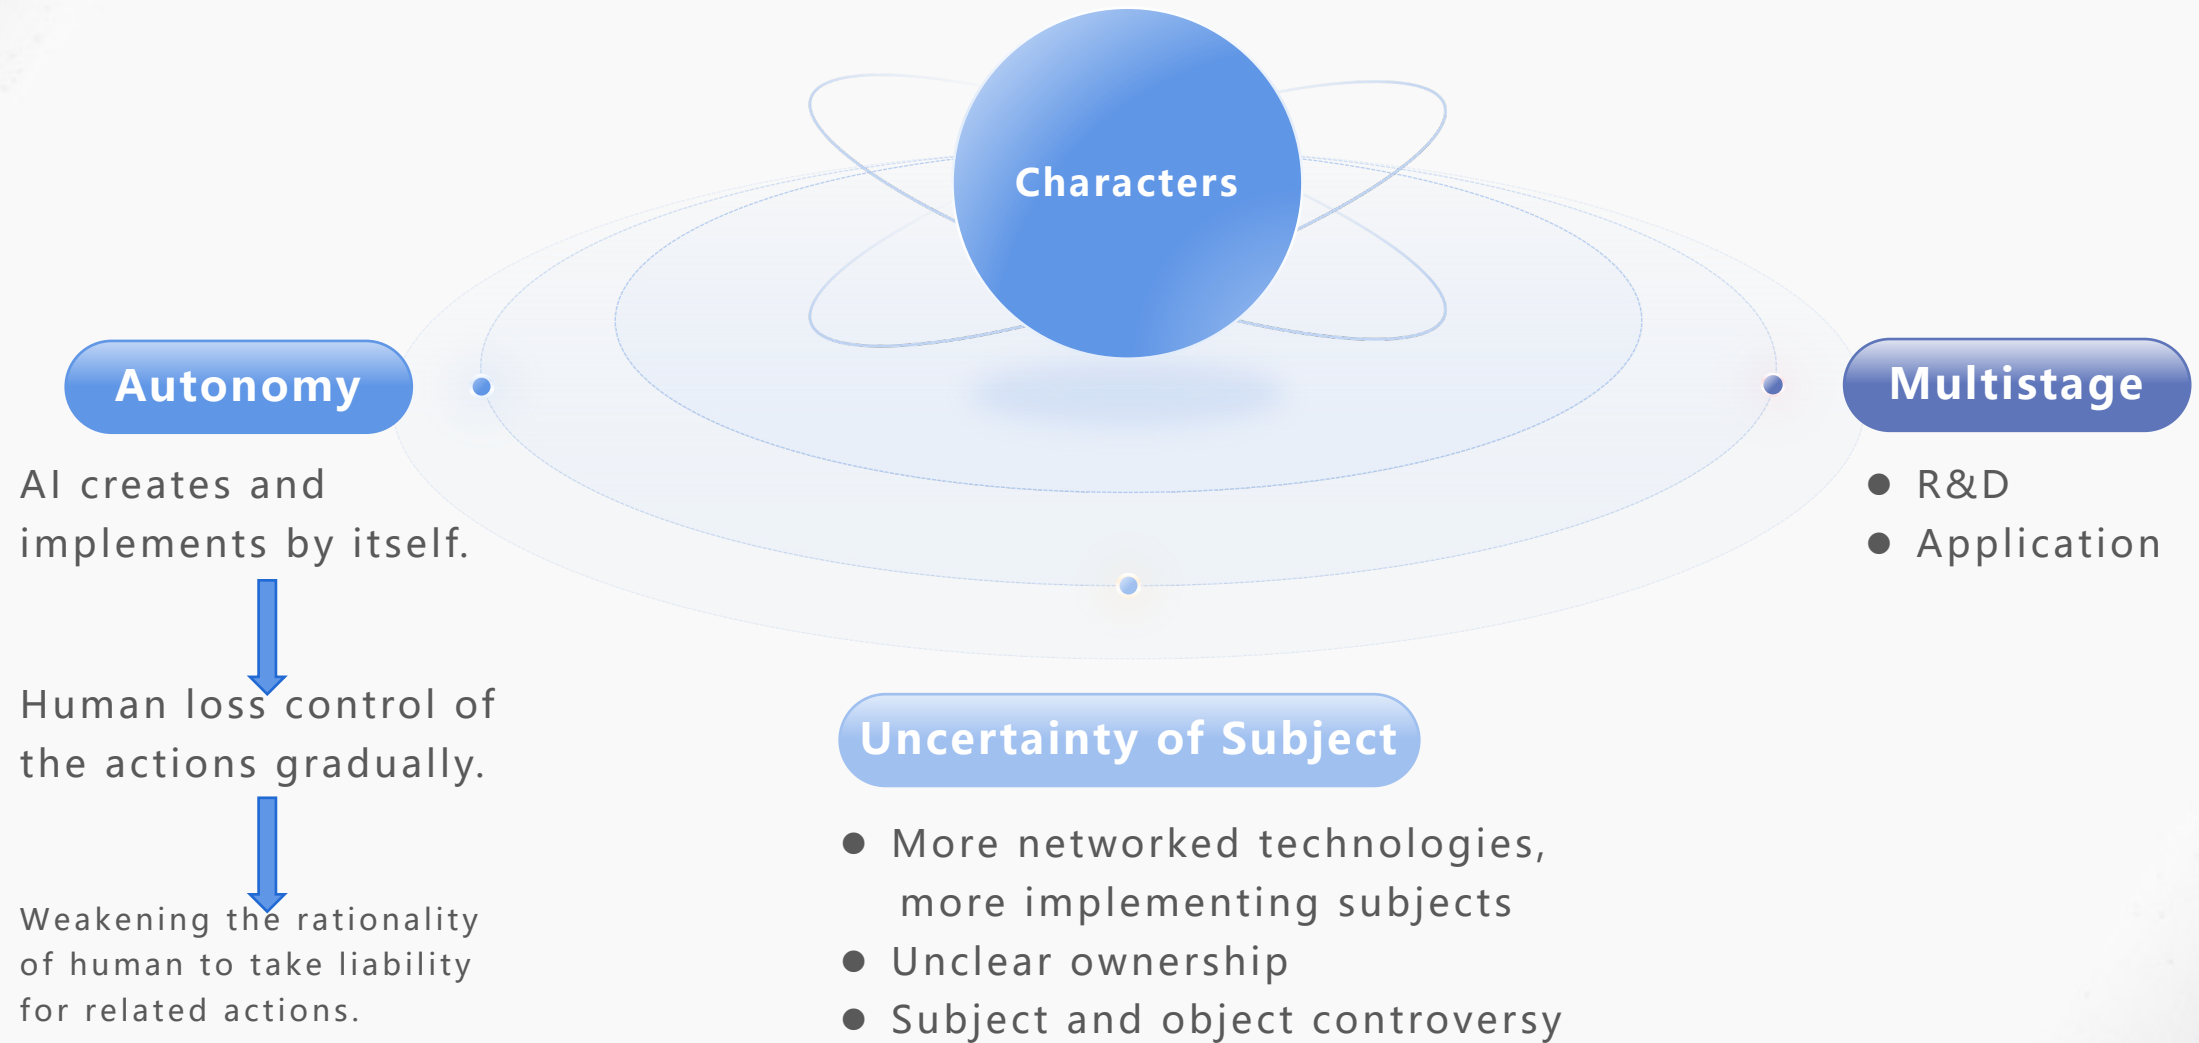 Characters
Autonomy
AI creates and
implements by itself.
Human loss control of
the actions gradually.
Weakening the rationality
of human to take liability
for related actions.
Uncertainty of Subject
● More networked technologies,
more implementing subjects
● Unclear ownership
● Subject and object controversy
Multistage
● R&D
● Application